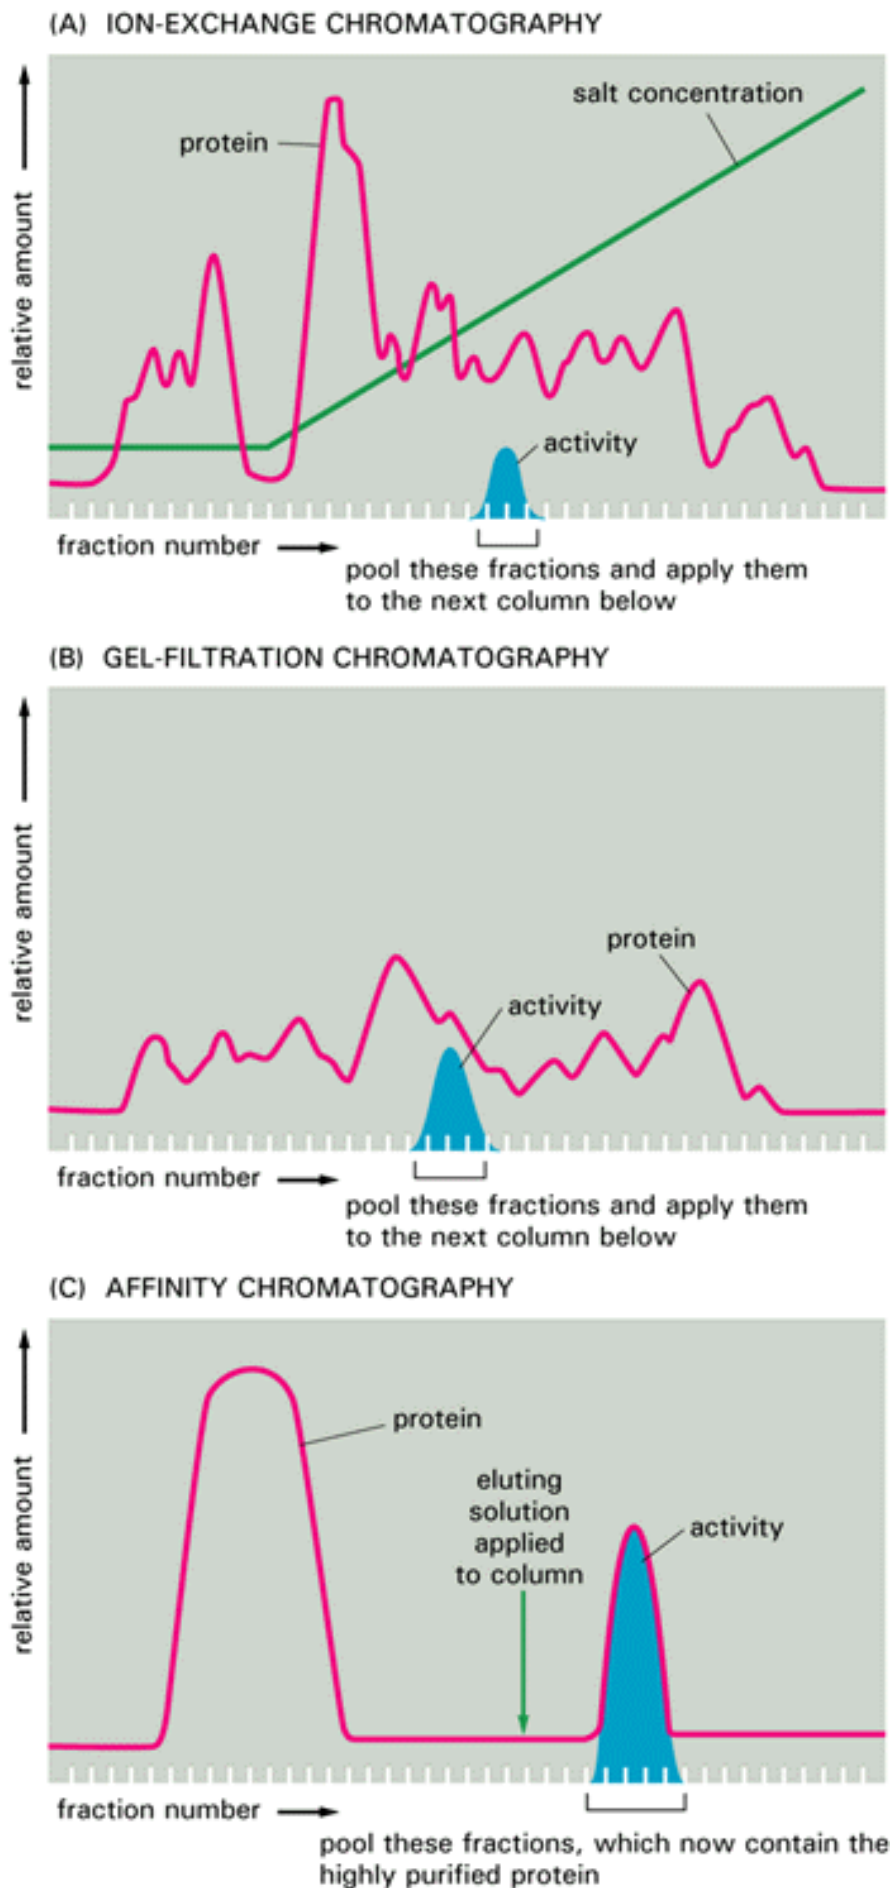 (A) ION-EXCHANGE CHROMATOGRAPHY
relative amount
protein
salt concentration
activity
fraction number
pool these fractions and apply them
to the next column below
(B) GEL-FILTRATION CHROMATOGRAPHY
relative amount
protein
activity
fraction number
pool these fractions and apply them
to the next column below
(C) AFFINITY CHROMATOGRAPHY
relative amount
protein
eluting
solution
applied
to column
activity
fraction number
pool these fractions, which now contain the
highly purified protein